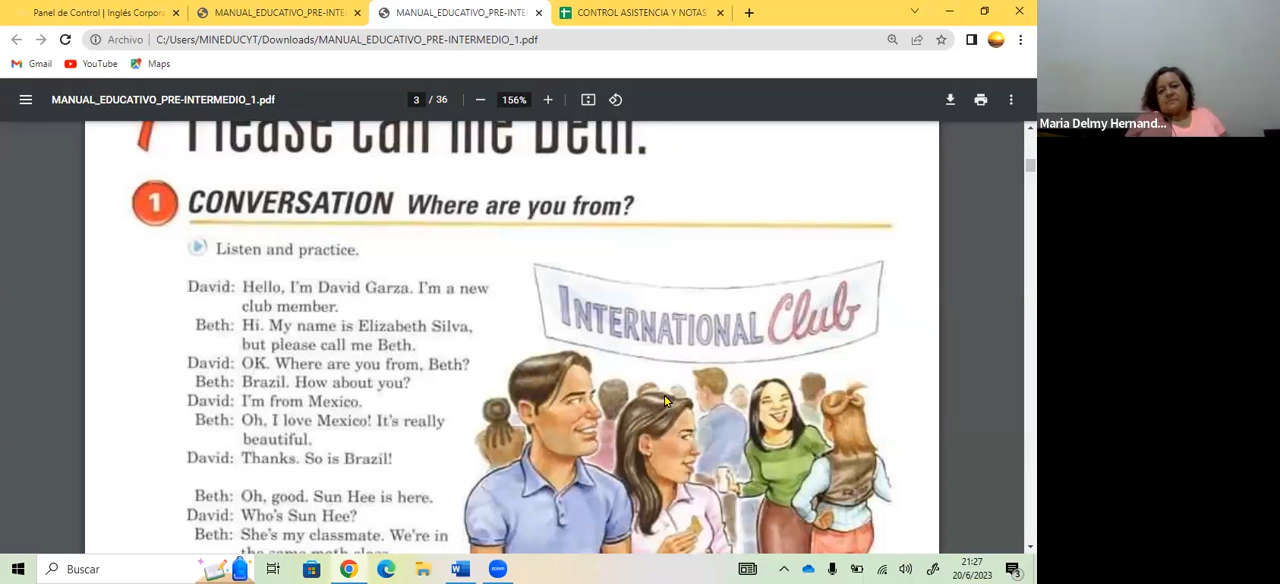 Panel de Control | Inglés Corpora
MANUAL_EDUCATIVO_PRE-INTE
MANUAL_EDUCATIVO_PRE-INTE
CONTROL ASISTENCIA Y NOTAS
Archivo
C:/Users/MINEDUCYT/Downloads/MANUAL_EDUCATIVO_PRE-INTERMEDIO_1.pdf
Gmail
YouTube
Maps
MANUAL_EDUCATIVO_PRE-INTERMEDIO_1.pdf
3 / 36
156%
Maria Delmy Hernand...
Please call me Beth.
1 CONVERSATION Where are you from?
Listen and practice.
David: Hello, I'm David Garza. I'm a new
club member.
Beth: Hi. My name is Elizabeth Silva,
but please call me Beth.
David: OK. Where are you from, Beth?
Beth: Brazil. How about you?
David: I'm from Mexico.
Beth: Oh, I love Mexico! It's really
beautiful.
David: Thanks. So is Brazil!
Beth: Oh, good. Sun Hee is here.
David: Who's Sun Hee?
Beth: She's my classmate. We're in
the same math class.
INTERNATIONAL Club
Buscar
zoom
21:27
20/6/2023
3